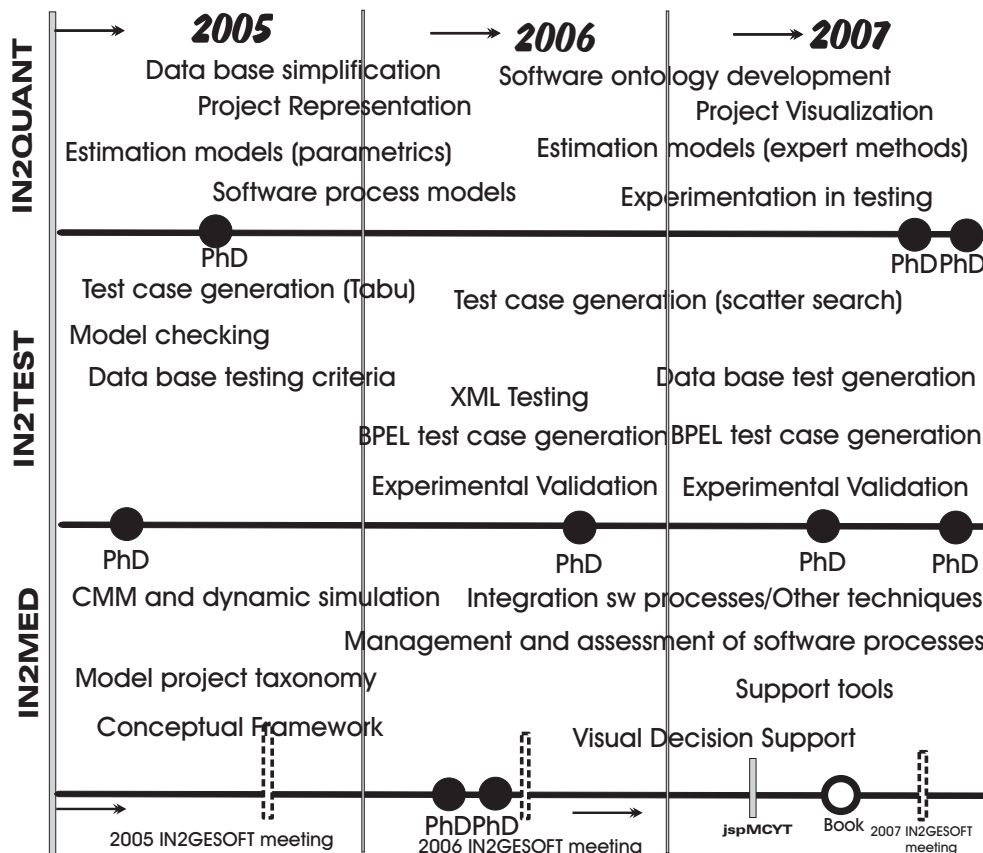 2005
2006
2007
IN2QUANT
Data base simplification
Software ontology development
Project Representation
Project Visualization
Estimation models (parametrics)
Estimation models (expert methods)
Software process models
Experimentation in testing
PhD
PhD
PhD
IN2TEST
Test case generation (Tabu)
Test case generation (scatter search)
Model checking
Data base testing criteria
Data base test generation
XML Testing
BPEL test case generation
BPEL test case generation
Experimental Validation
Experimental Validation
PhD
PhD
PhD
PhD
IN2MED
CMM and dynamic simulation
Integration sw processes/Other techniques
Management and assessment of software processes
Model project taxonomy
Support tools
Conceptual Framework
Visual Decision Support
2005 IN2GESOFT meeting
PhD
PhD
2006 IN2GESOFT meeting
jspMCYT
Book
2007 IN2GESOFT
meeting